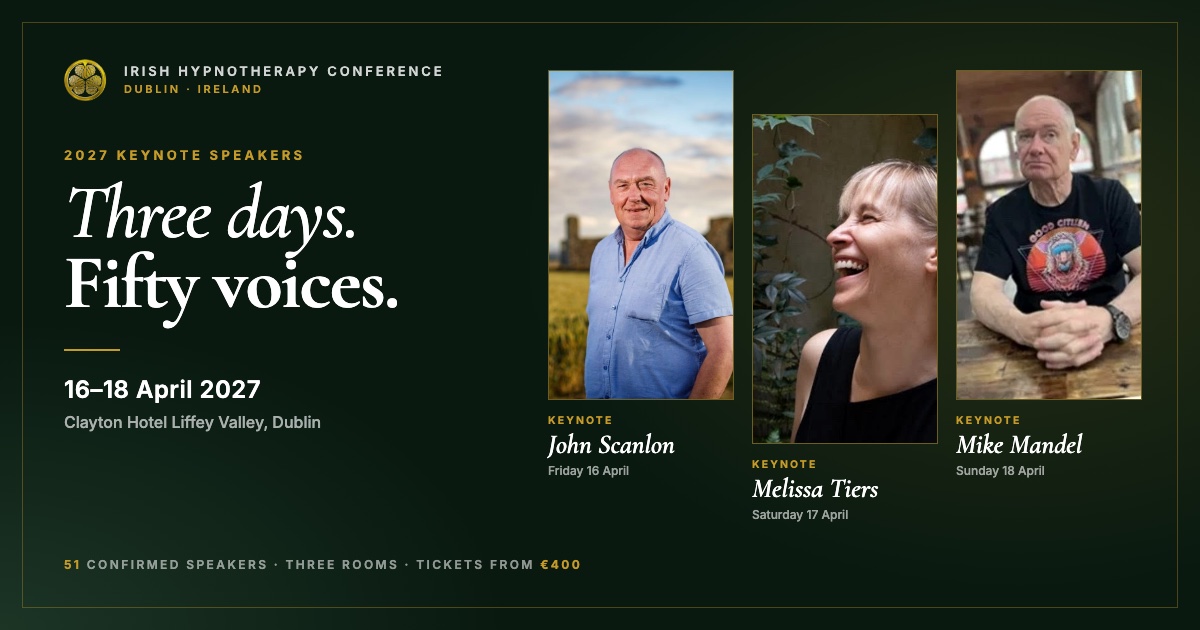 IRISH HYPNOTHERAPY CONFERENCE
DUBLIN · IRELAND
2027 KEYNOTE SPEAKERS
Three days.
Fifty voices.
16–18 April 2027
Clayton Hotel Liffey Valley, Dublin
KEYNOTE
John Scanlon
Friday 16 April
KEYNOTE
Melissa Tiers
Saturday 17 April
GOOD CITIZEN
KEYNOTE
Mike Mandel
Sunday 18 April
51 CONFIRMED SPEAKERS · THREE ROOMS · TICKETS FROM €400